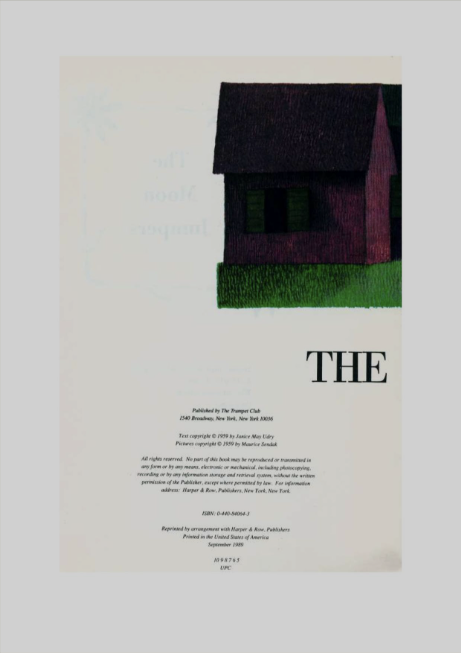 THE
Published by The Trumpet Club
1540 Broadway, New York, New York 10036
Text copyright © 1959 by Janice May Udry
Pictures copyright © 1959 by Maurice Sendak
All rights reserved. No part of this book may be reproduced or transmitted in
any form or by any means, electronic or mechanical, including photocopying,
recording or by any information storage and retrieval system, without the written
permission of the Publisher, except where permitted by law. For information
address: Harper & Row, Publishers, New York, New York.
ISBN: 0-440-84064-3
Reprinted by arrangement with Harper & Row, Publishers
Printed in the United States of America
September 1989
10 9 8 7 6 5
UPC